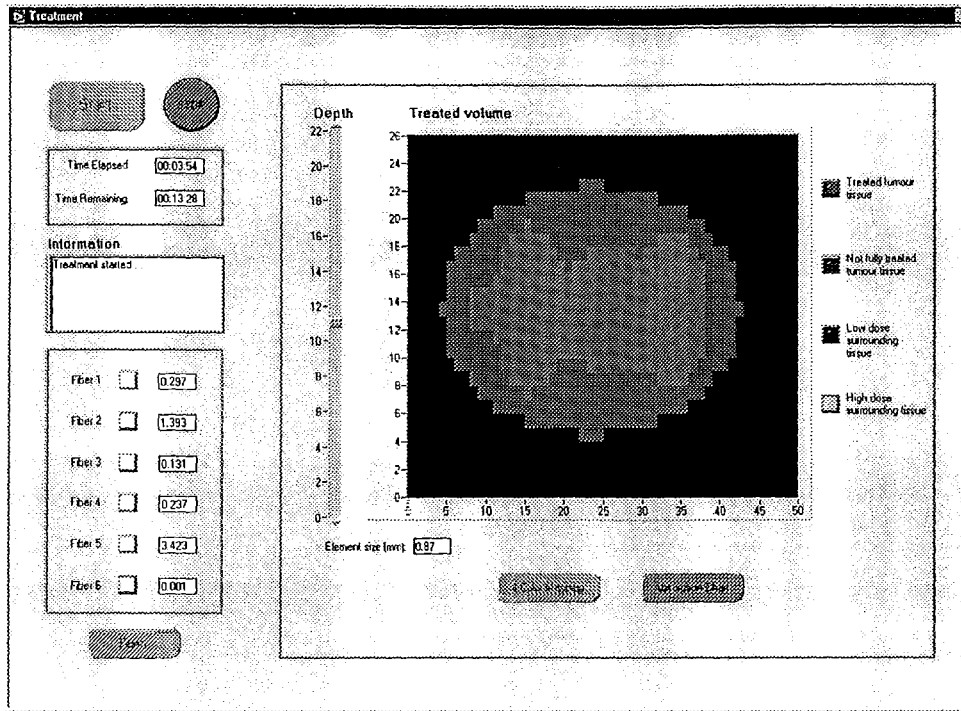 Treatment
STOP
Time Elapsed 00:03:54
Time Remaining 00:13:28
Information
Treatment started...
Fiber 1 0.297
Fiber 2 1.393
Fiber 3 0.131
Fiber 4 0.237
Fiber 5 3.423
Fiber 6 0.001
Depth
22-
20-
18-
16-
14-
12-
10-
8-
6-
4-
2-
0-
Treated volume
26-
24-
22-
20-
18-
16-
14-
12-
10-
8-
6-
4-
2-
0-
0 5 10 15 20 25 30 35 40 45 50
Element size (mm): 0.87
Treated tumour
tissue
Not fully treated
tumour tissue
Low dose
surrounding
tissue
High dose
surrounding tissue